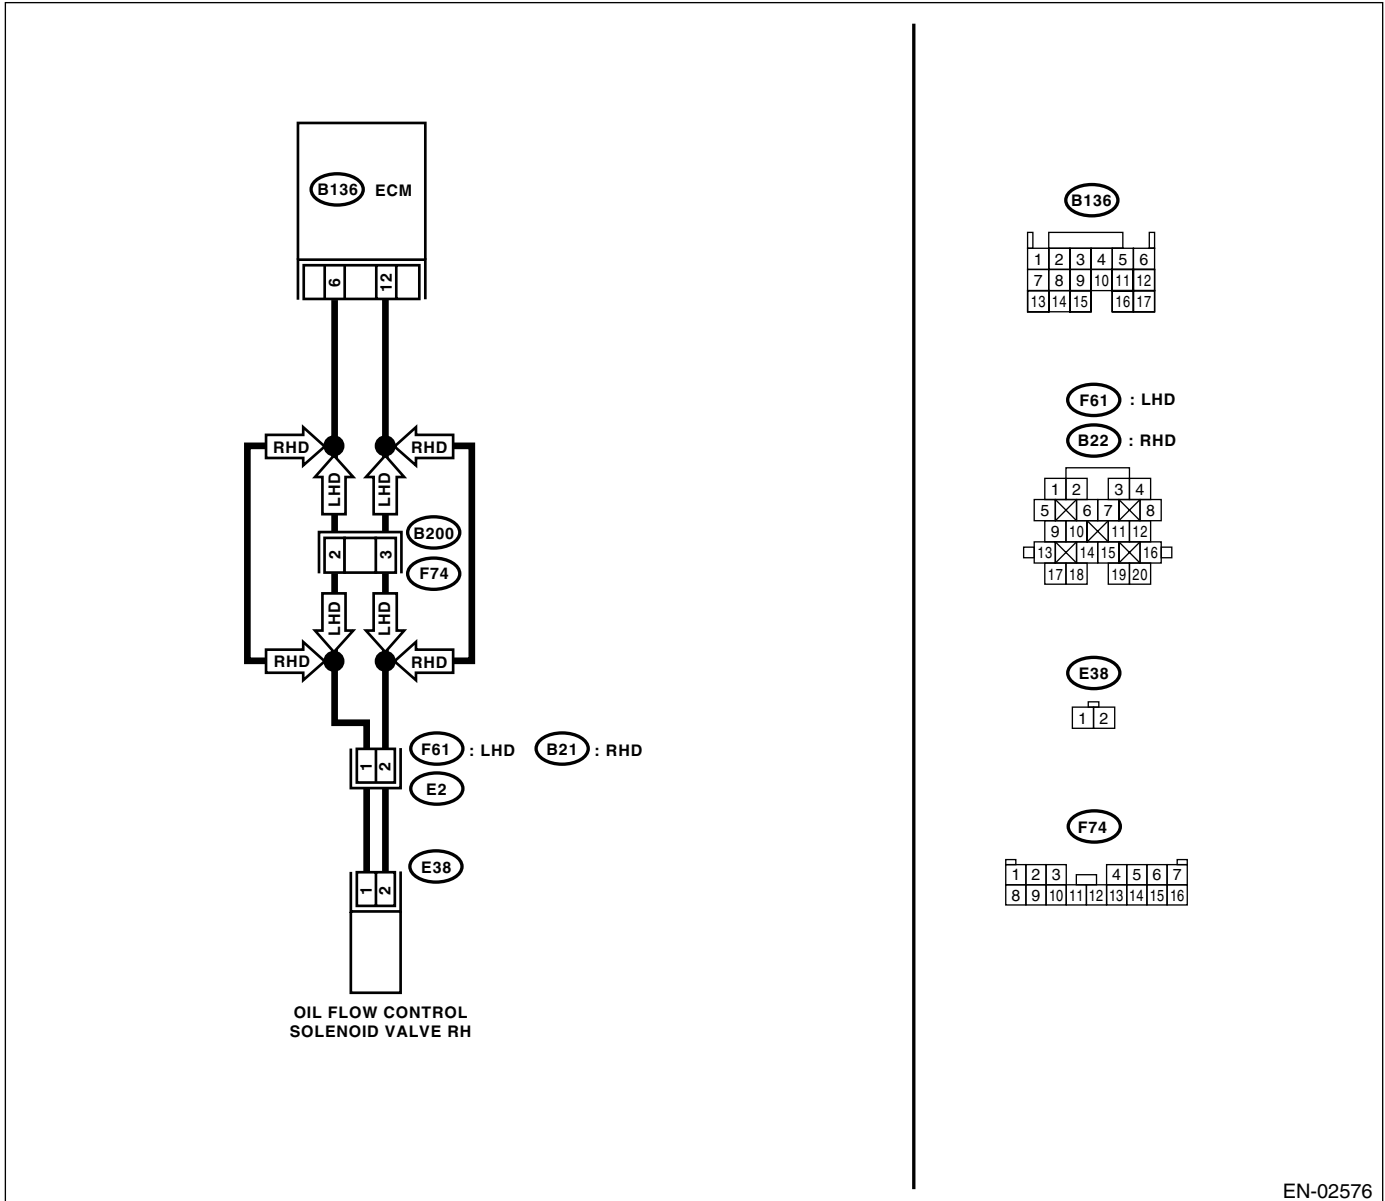 B136 ECM
6 12
RHD RHD
LHD LHD
B200
2 3
F74
LHD LHD
RHD RHD
F61 : LHD B21 : RHD
1 2
E2
E38
1 2
OIL FLOW CONTROL
SOLENOID VALVE RH
B136
1 2 3 4 5 6
7 8 9 10 11 12
13 14 15 16 17
F61 : LHD
B22 : RHD
1 2 3 4
5 6 7 8
9 10 11 12
13 14 15 16
17 18 19 20
E38
1 2
F74
1 2 3 4 5 6 7
8 9 10 11 12 13 14 15 16
EN-02576